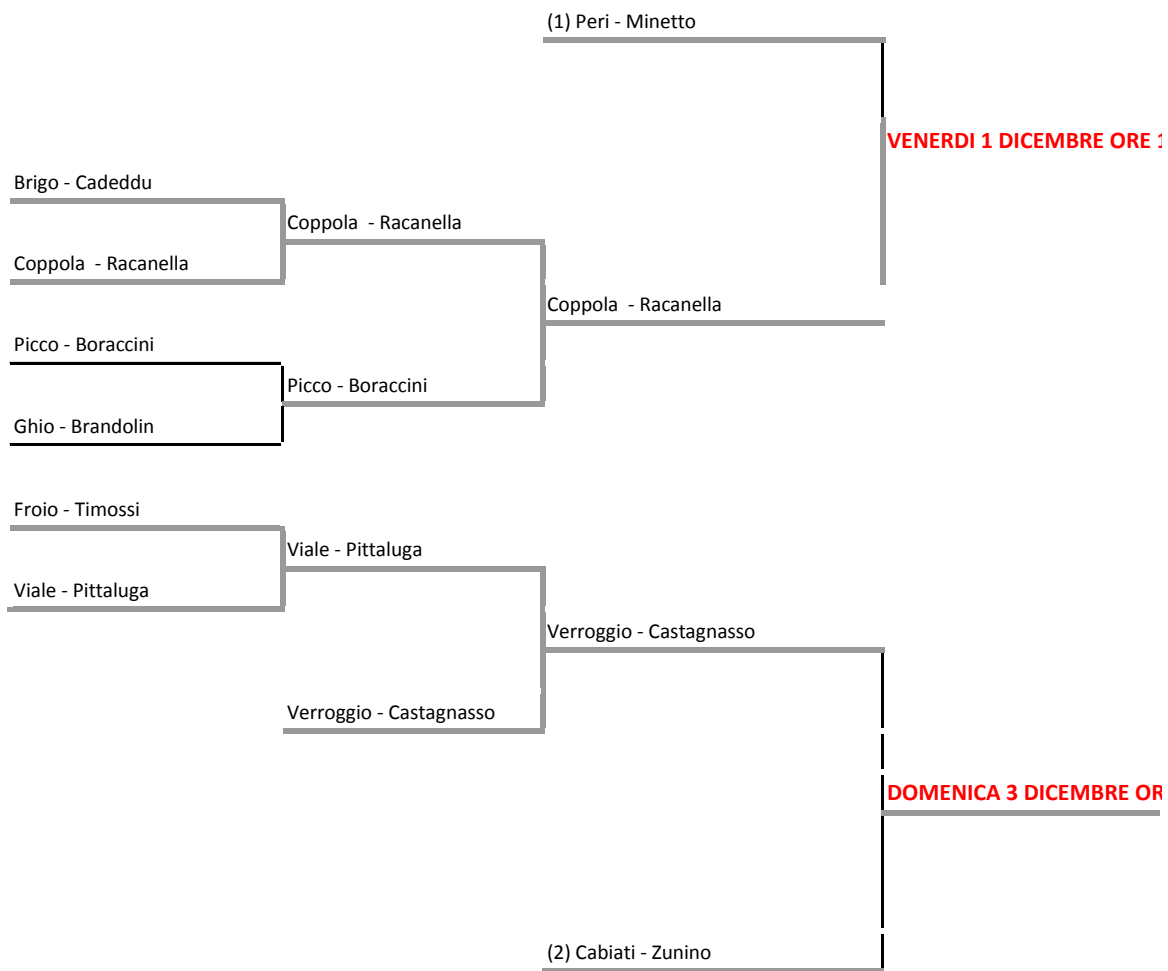 (1) Peri - Minetto
VENERDI 1 DICEMBRE ORE 1
Brigo - Cadeddu
Coppola - Racanella
Coppola - Racanella
Coppola - Racanella
Picco - Boraccini
Picco - Boraccini
Ghio - Brandolin
Froio - Timossi
Viale - Pittaluga
Viale - Pittaluga
Verroggio - Castagnasso
Verroggio - Castagnasso
DOMENICA 3 DICEMBRE OR
(2) Cabiati - Zunino